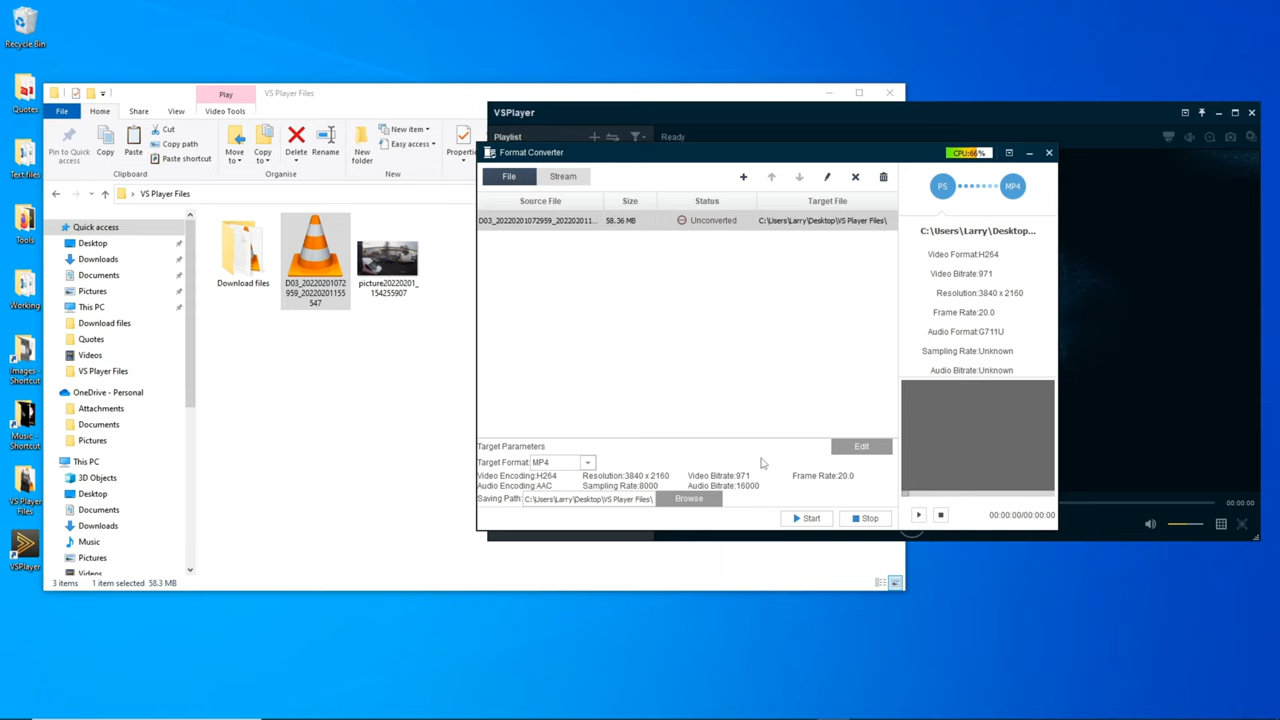 Recycle Bin
Quotes
Text files
Tools
Working
Images -
Shortcut
Music -
Shortcut
VS Player
Files
VSPlayer
Play
VS Player Files
File
Home
Share
View
Video Tools
Pin to Quick
access
Copy
Paste
Cut
Copy path
Paste shortcut
Clipboard
Move
to
Copy
to
Delete
Rename
Organise
New
folder
New item
Easy access
New
Properti
VS Player Files
Quick access
Desktop
Downloads
Documents
Pictures
This PC
Download files
Quotes
Videos
VS Player Files
OneDrive - Personal
Attachments
Documents
Pictures
This PC
3D Objects
Desktop
Documents
Downloads
Music
Pictures
Videos
Download files
D03_20220201072
959_20220201155
547
picture20220201_
154255907
3 items
1 item selected 58.3 MB
VSPlayer
Playlist
Ready
Format Converter
CPU:66%
File
Stream
Source File
Size
Status
Target File
D03_20220201072959_202202011...
58.36 MB
Unconverted
C:\Users\Larry\Desktop\VS Player Files\
Target Parameters
Edit
Target Format:
MP4
Video Encoding:H264
Resolution:3840 x 2160
Video Bitrate:971
Frame Rate:20.0
Audio Encoding:AAC
Sampling Rate:8000
Audio Bitrate:16000
Saving Path:
C:\Users\Larry\Desktop\VS Player Files\
Browse
Start
Stop
PS
MP4
C:\Users\Larry\Desktop...
Video Format:H264
Video Bitrate:971
Resolution:3840 x 2160
Frame Rate:20.0
Audio Format:G711U
Sampling Rate:Unknown
Audio Bitrate:Unknown
00:00:00/00:00:00
00:00:00